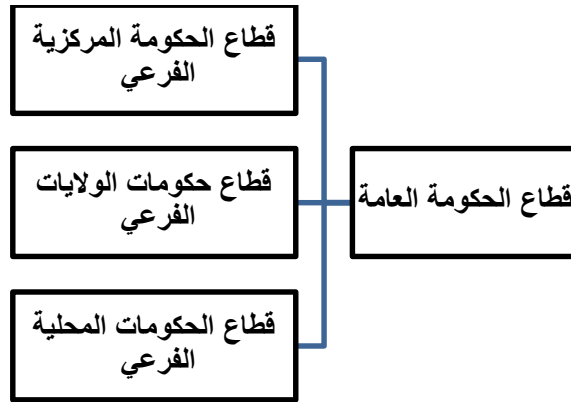 قطاع الحكومة العامة
قطاع الحكومة المركزية
الفرعي
قطاع حكومات الولايات
الفرعي
قطاع الحكومات المحلية
الفرعي